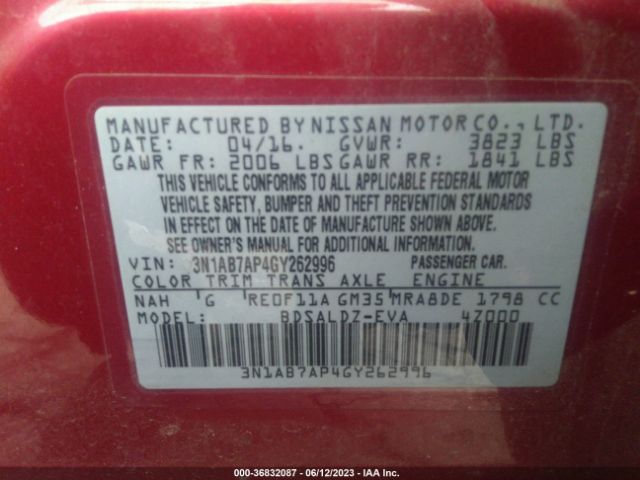 MANUFACTURED BY NISSAN MOTOR CO., LTD.
DATE: 04/16. GVWR: 3823 LBS
GAWR FR: 2006 LBS GAWR RR: 1841 LBS
THIS VEHICLE CONFORMS TO ALL APPLICABLE FEDERAL MOTOR
VEHICLE SAFETY, BUMPER AND THEFT PREVENTION STANDARDS
IN EFFECT ON THE DATE OF MANUFACTURE SHOWN ABOVE.
SEE OWNER'S MANUAL FOR ADDITIONAL INFORMATION.
VIN: 3N1AB7AP4GY262996 PASSENGER CAR.
COLOR TRIM TRANS AXLE ENGINE
NAH G RE0F11A GM35 MRA8DE 1798 CC
MODEL: BDSALDZ-EVA 4Z000
3N1AB7AP4GY262996
000-36832087 - 06/12/2023 - IAA Inc.